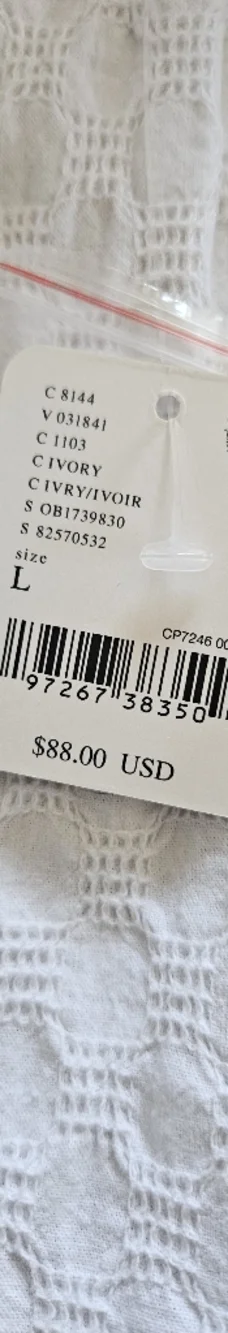 C 8144
V 031841
C 1103
C IVORY
C IVRY/IVOIR
S OB1739830
S 82570532
size
L
CP7246 00
97267 38350
$88.00 USD